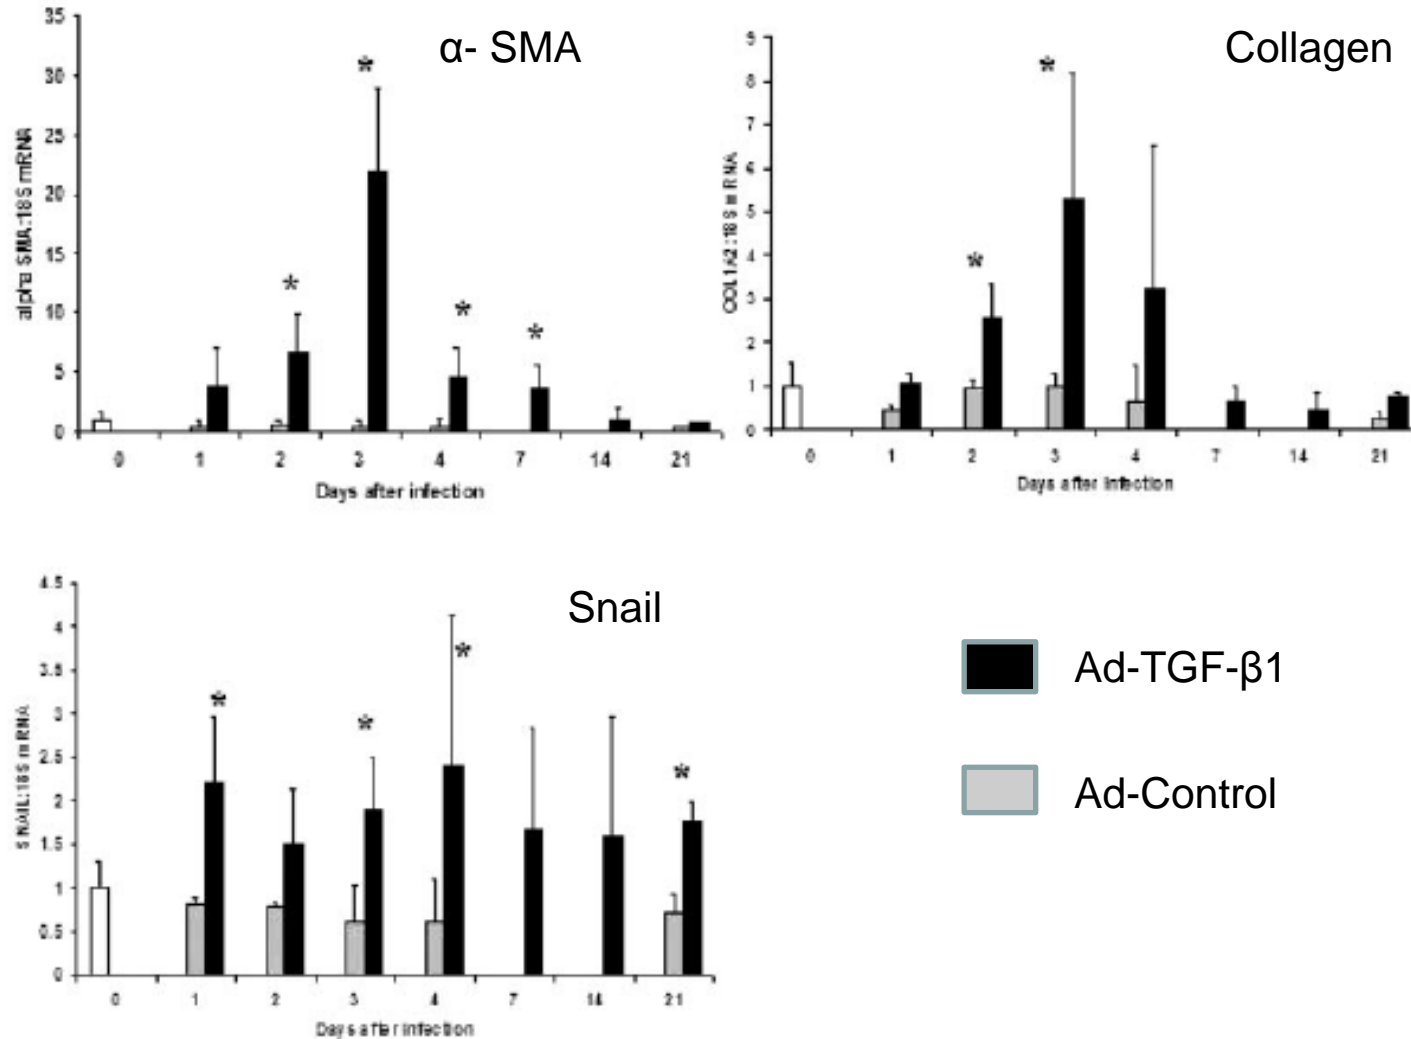 α- SMA
35
30
25
20
15
10
5
0
alpha SMA:18S mRNA
* * * *
0 1 2 3 4 7 14 21
Days after infection
Collagen
9
8
7
6
5
4
3
2
1
0
COL1A2:18S mRNA
* *
0 1 2 3 4 7 14 21
Days after infection
Snail
4.5
4
3.5
3
2.5
2
1.5
1
0.5
0
SNAIL:18S mRNA
* * * *
0 1 2 3 4 7 14 21
Days after infection
Ad-TGF-β1
Ad-Control